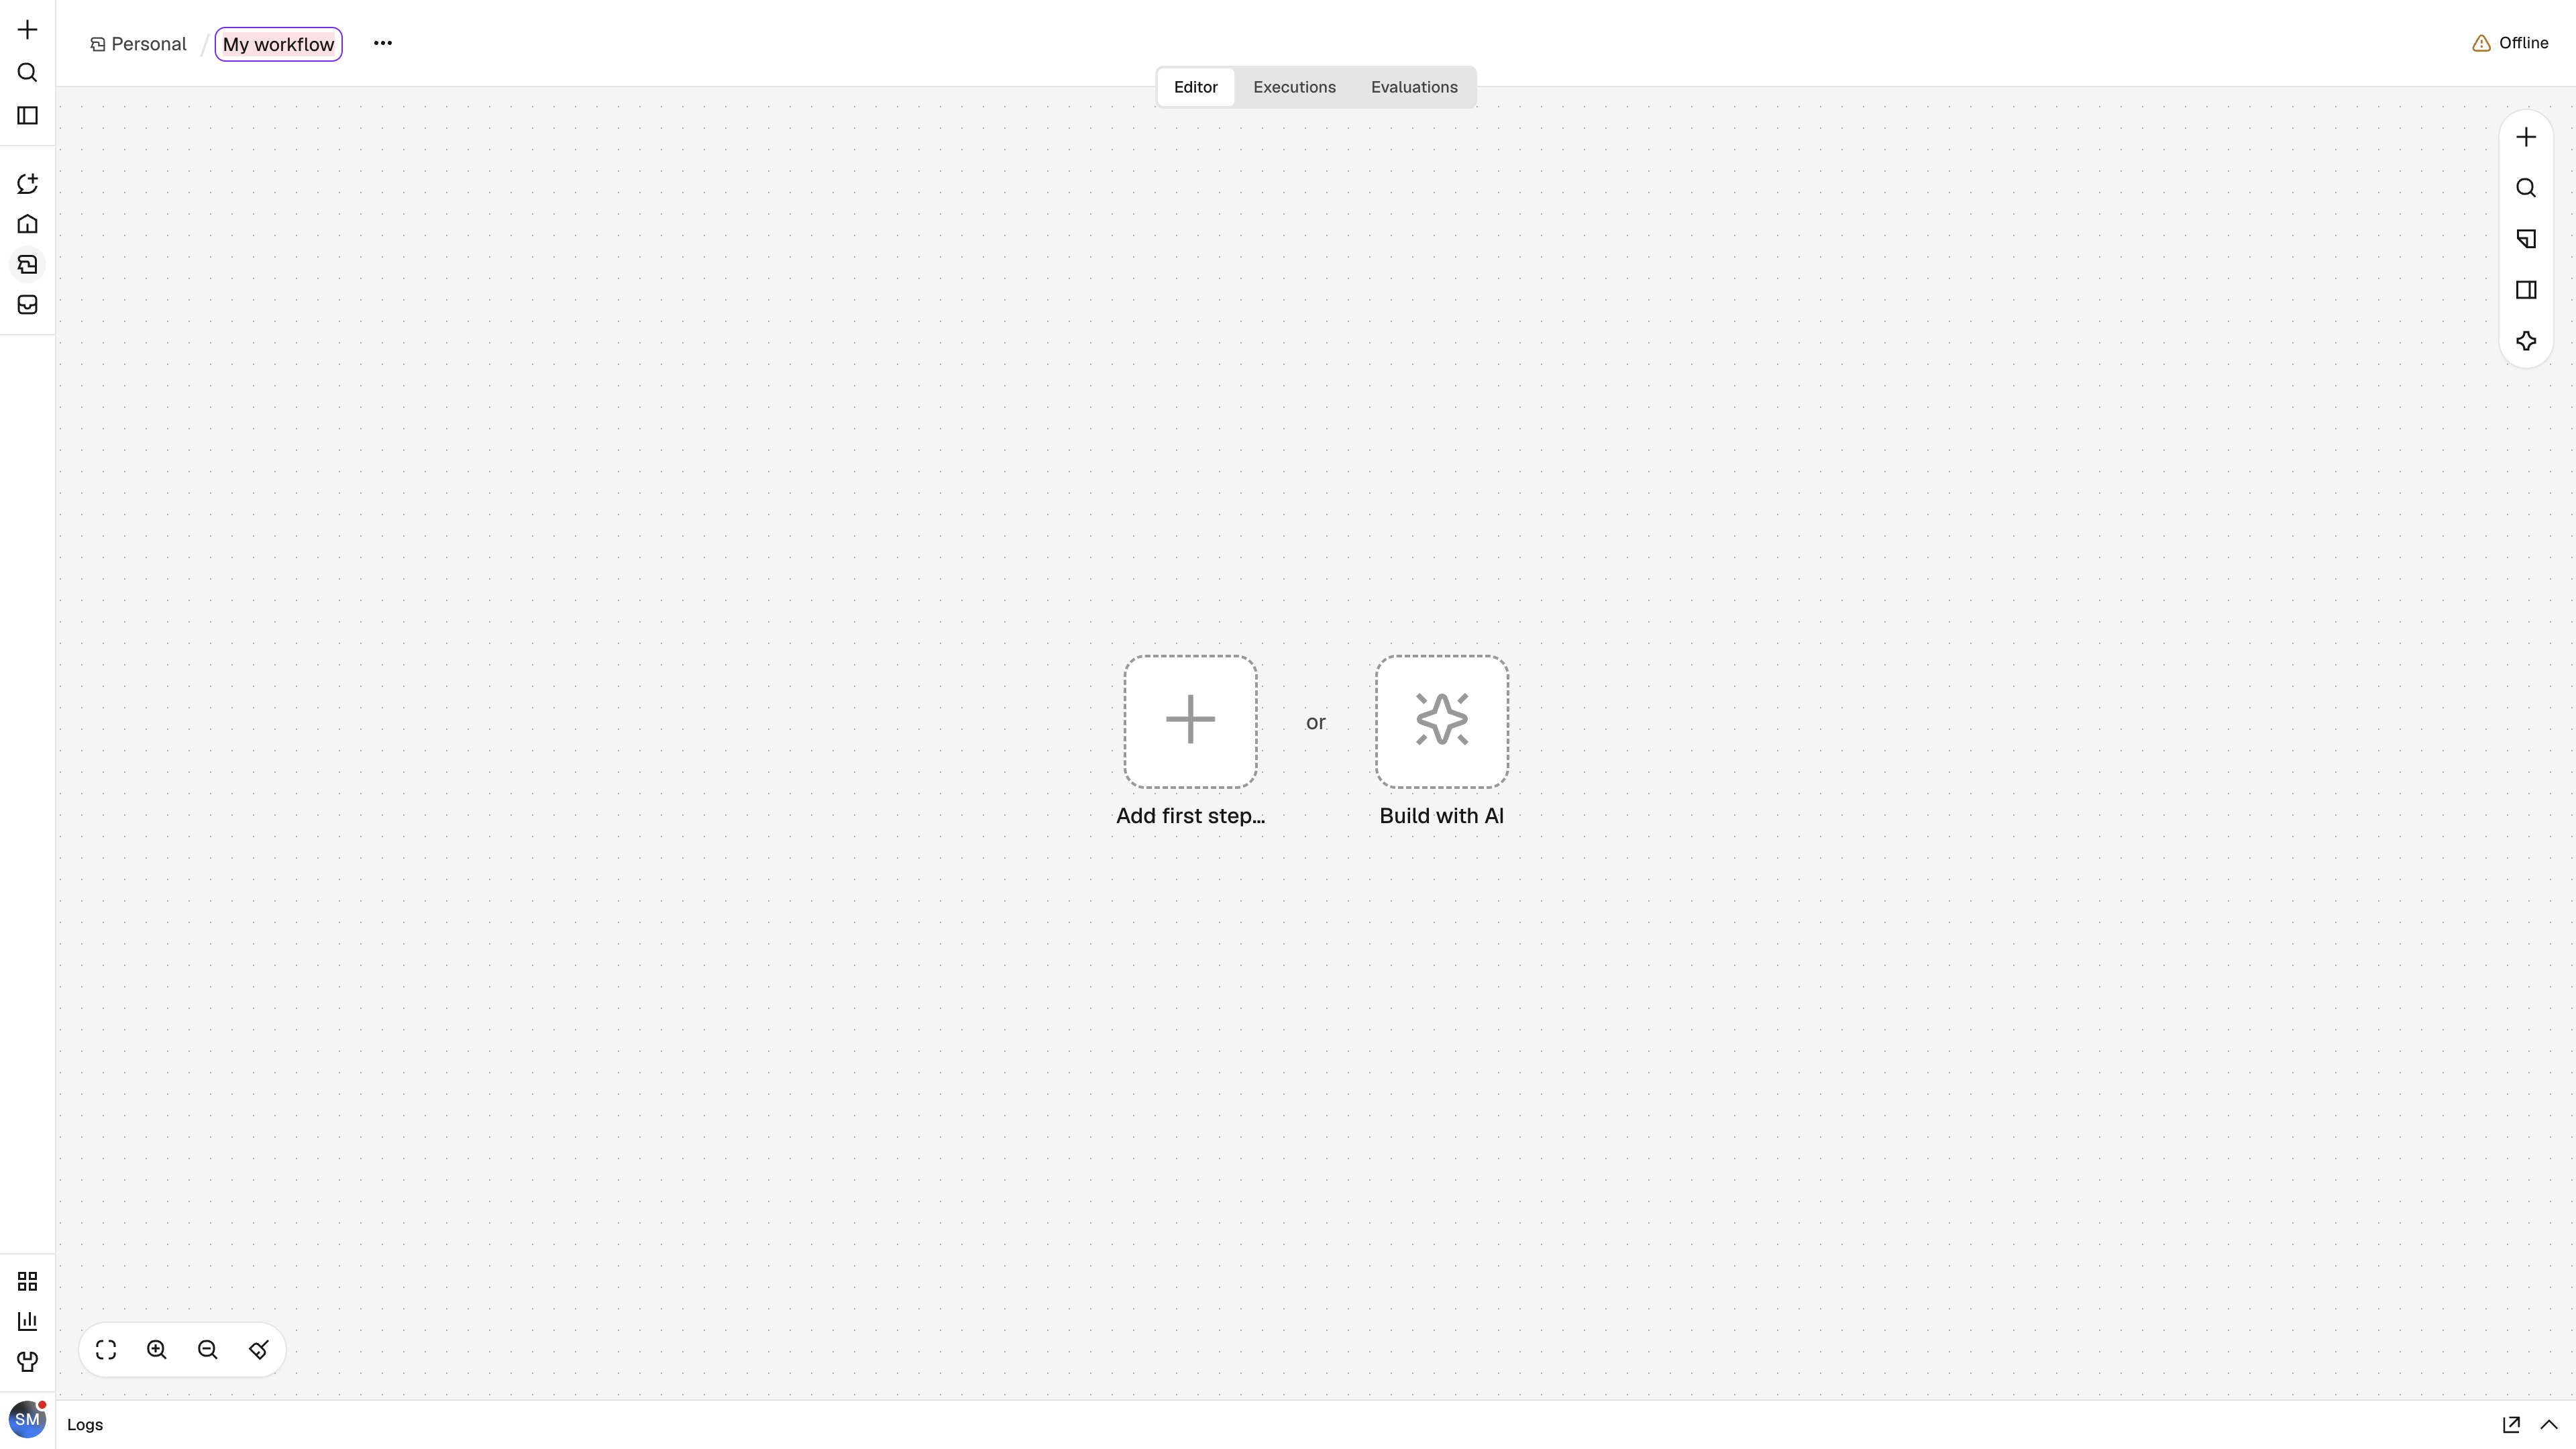 Personal / My workflow
Offline
Editor
Executions
Evaluations
or
Add first step...
Build with AI
SM
Logs